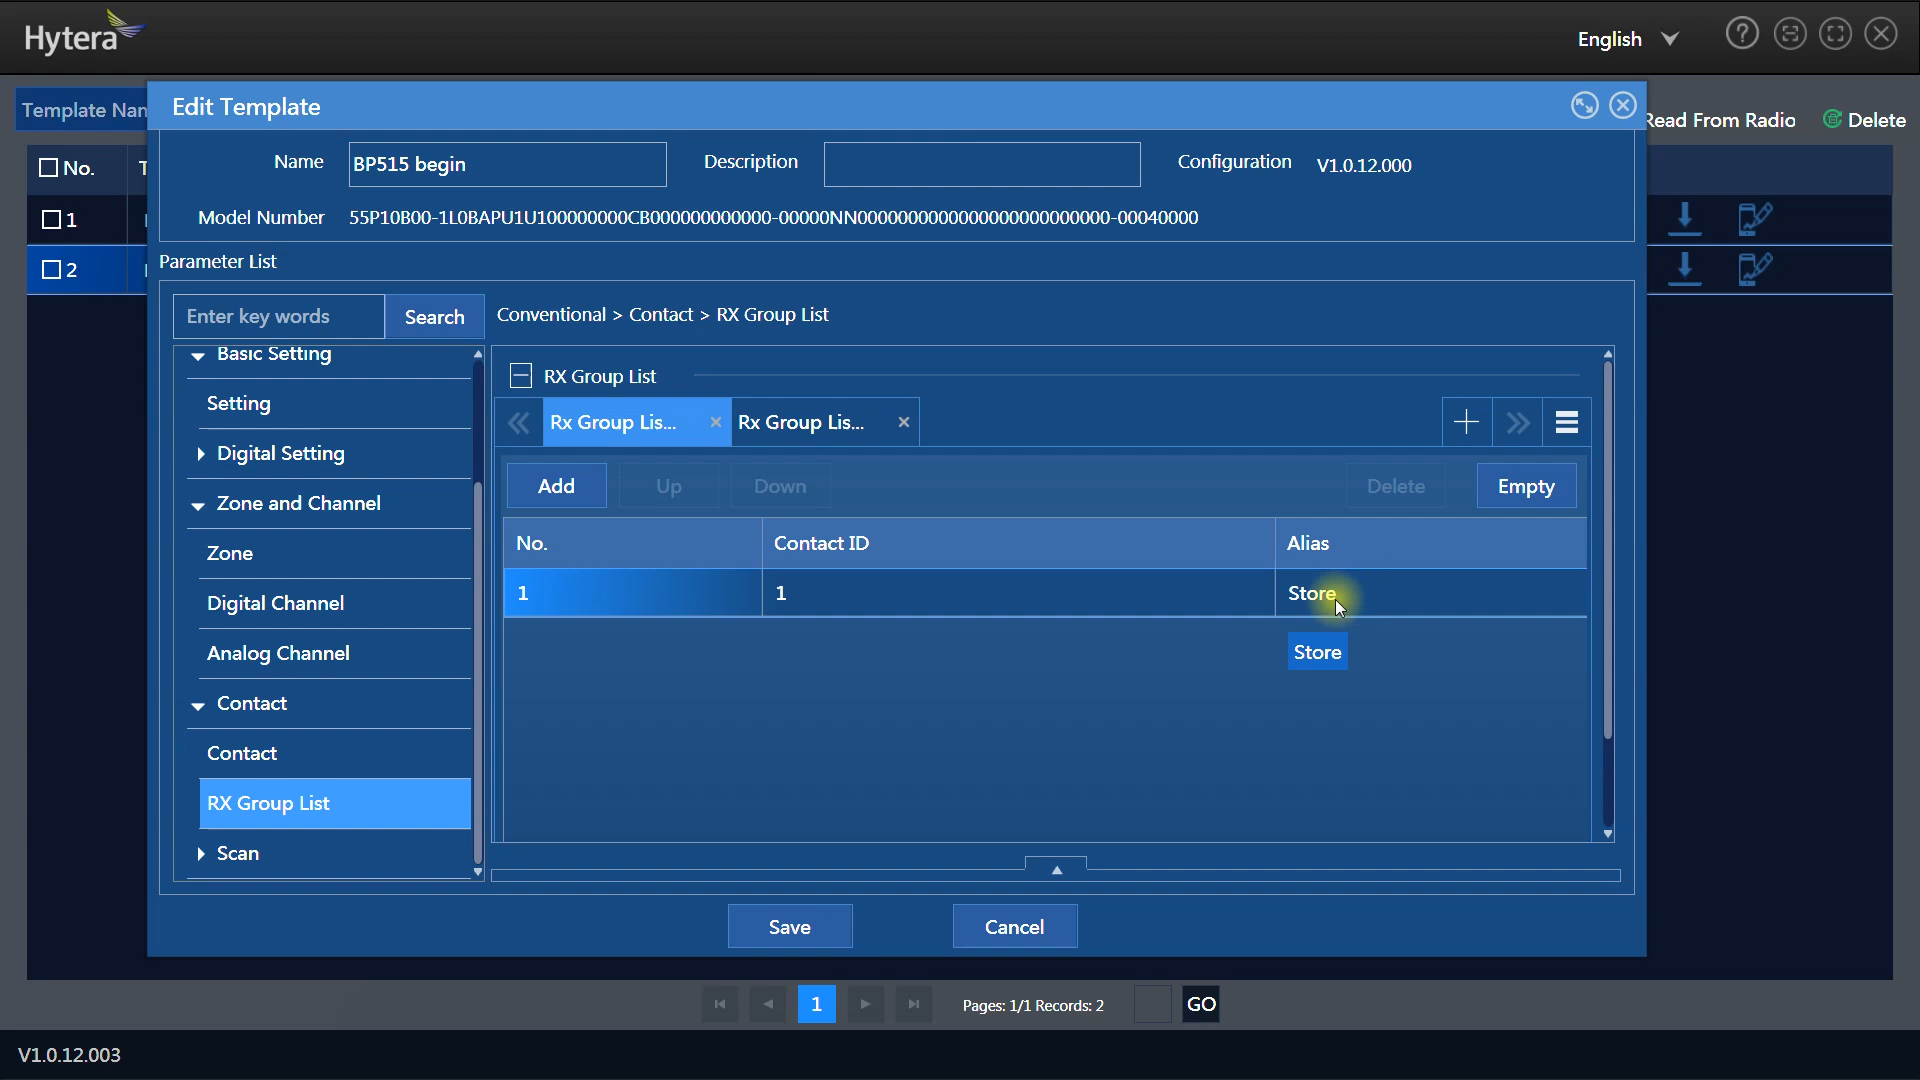 Hytera
English
Template Nan
Edit Template
Read From Radio
Delete
No.
T
1
2
Name
BP515 begin
Description
Configuration
V1.0.12.000
Model Number
55P10B00-1L0BAPU1U100000000CB000000000000-00000NN00000000000000000000000-00040000
Parameter List
Enter key words
Search
Conventional > Contact > RX Group List
Basic Setting
Setting
Digital Setting
Zone and Channel
Zone
Digital Channel
Analog Channel
Contact
Contact
RX Group List
Scan
RX Group List
Rx Group Lis...
Rx Group Lis...
Add
Up
Down
Delete
Empty
No.
Contact ID
Alias
1
1
Store
Store
Save
Cancel
1
Pages: 1/1 Records: 2
GO
V1.0.12.003